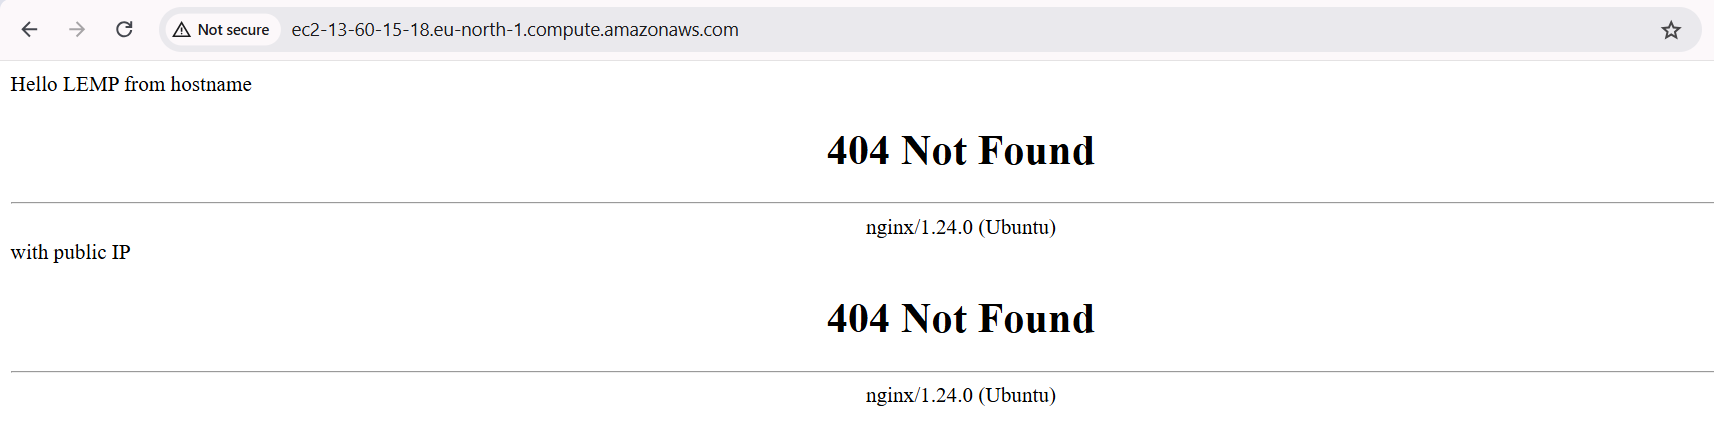 Not secure ec2-13-60-15-18.eu-north-1.compute.amazonaws.com
Hello LEMP from hostname
404 Not Found
nginx/1.24.0 (Ubuntu)
with public IP
404 Not Found
nginx/1.24.0 (Ubuntu)